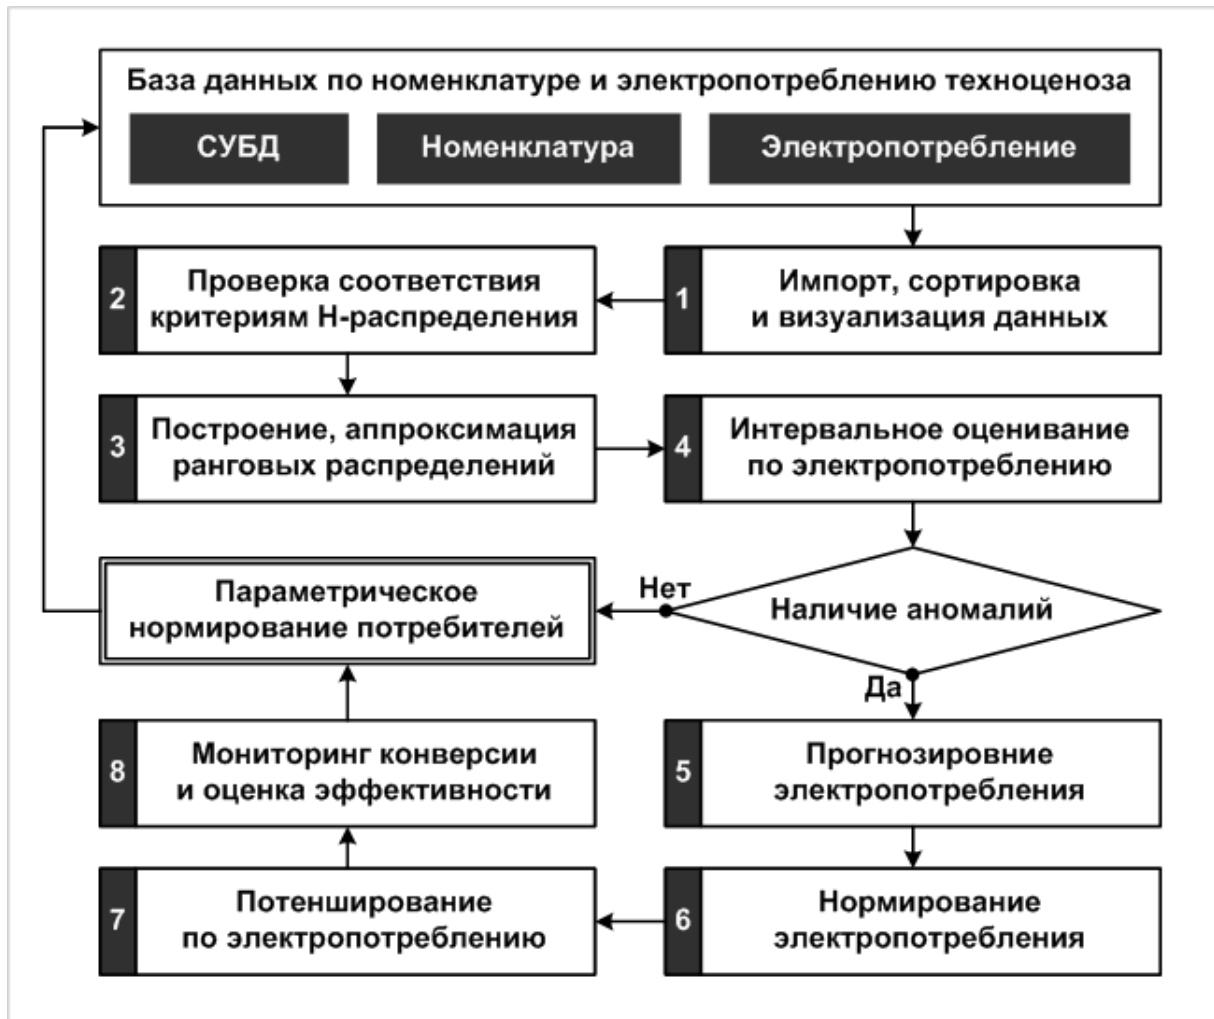 База данных по номенклатуре и электропотреблению техноценоза
СУБД
Номенклатура
Электропотребление
1
Импорт, сортировка
и визуализация данных
2
Проверка соответствия
критериям Н-распределения
3
Построение, аппроксимация
ранговых распределений
4
Интервальное оценивание
по электропотреблению
Наличие аномалий
Нет
Да
Параметрическое
нормирование потребителей
5
Прогнозировние
электропотребления
6
Нормирование
электропотребления
7
Потенширование
по электропотреблению
8
Мониторинг конверсии
и оценка эффективности